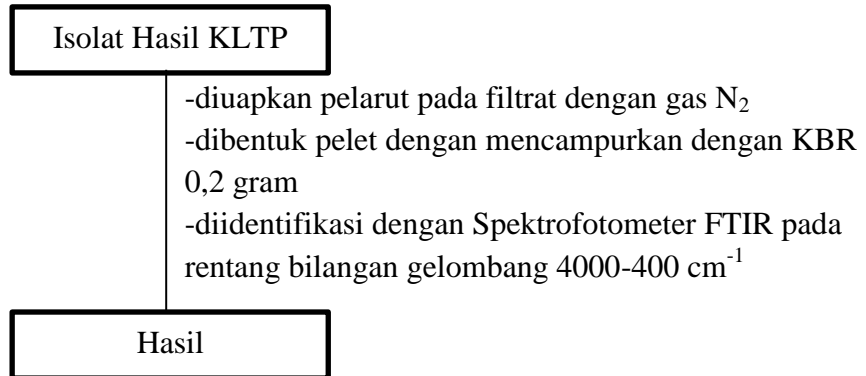 Isolat Hasil KLTP
-diuapkan pelarut pada filtrat dengan gas N₂
-dibentuk pelet dengan mencampurkan dengan KBR
0,2 gram
-diidentifikasi dengan Spektrofotometer FTIR pada
rentang bilangan gelombang 4000-400 cm⁻¹
Hasil